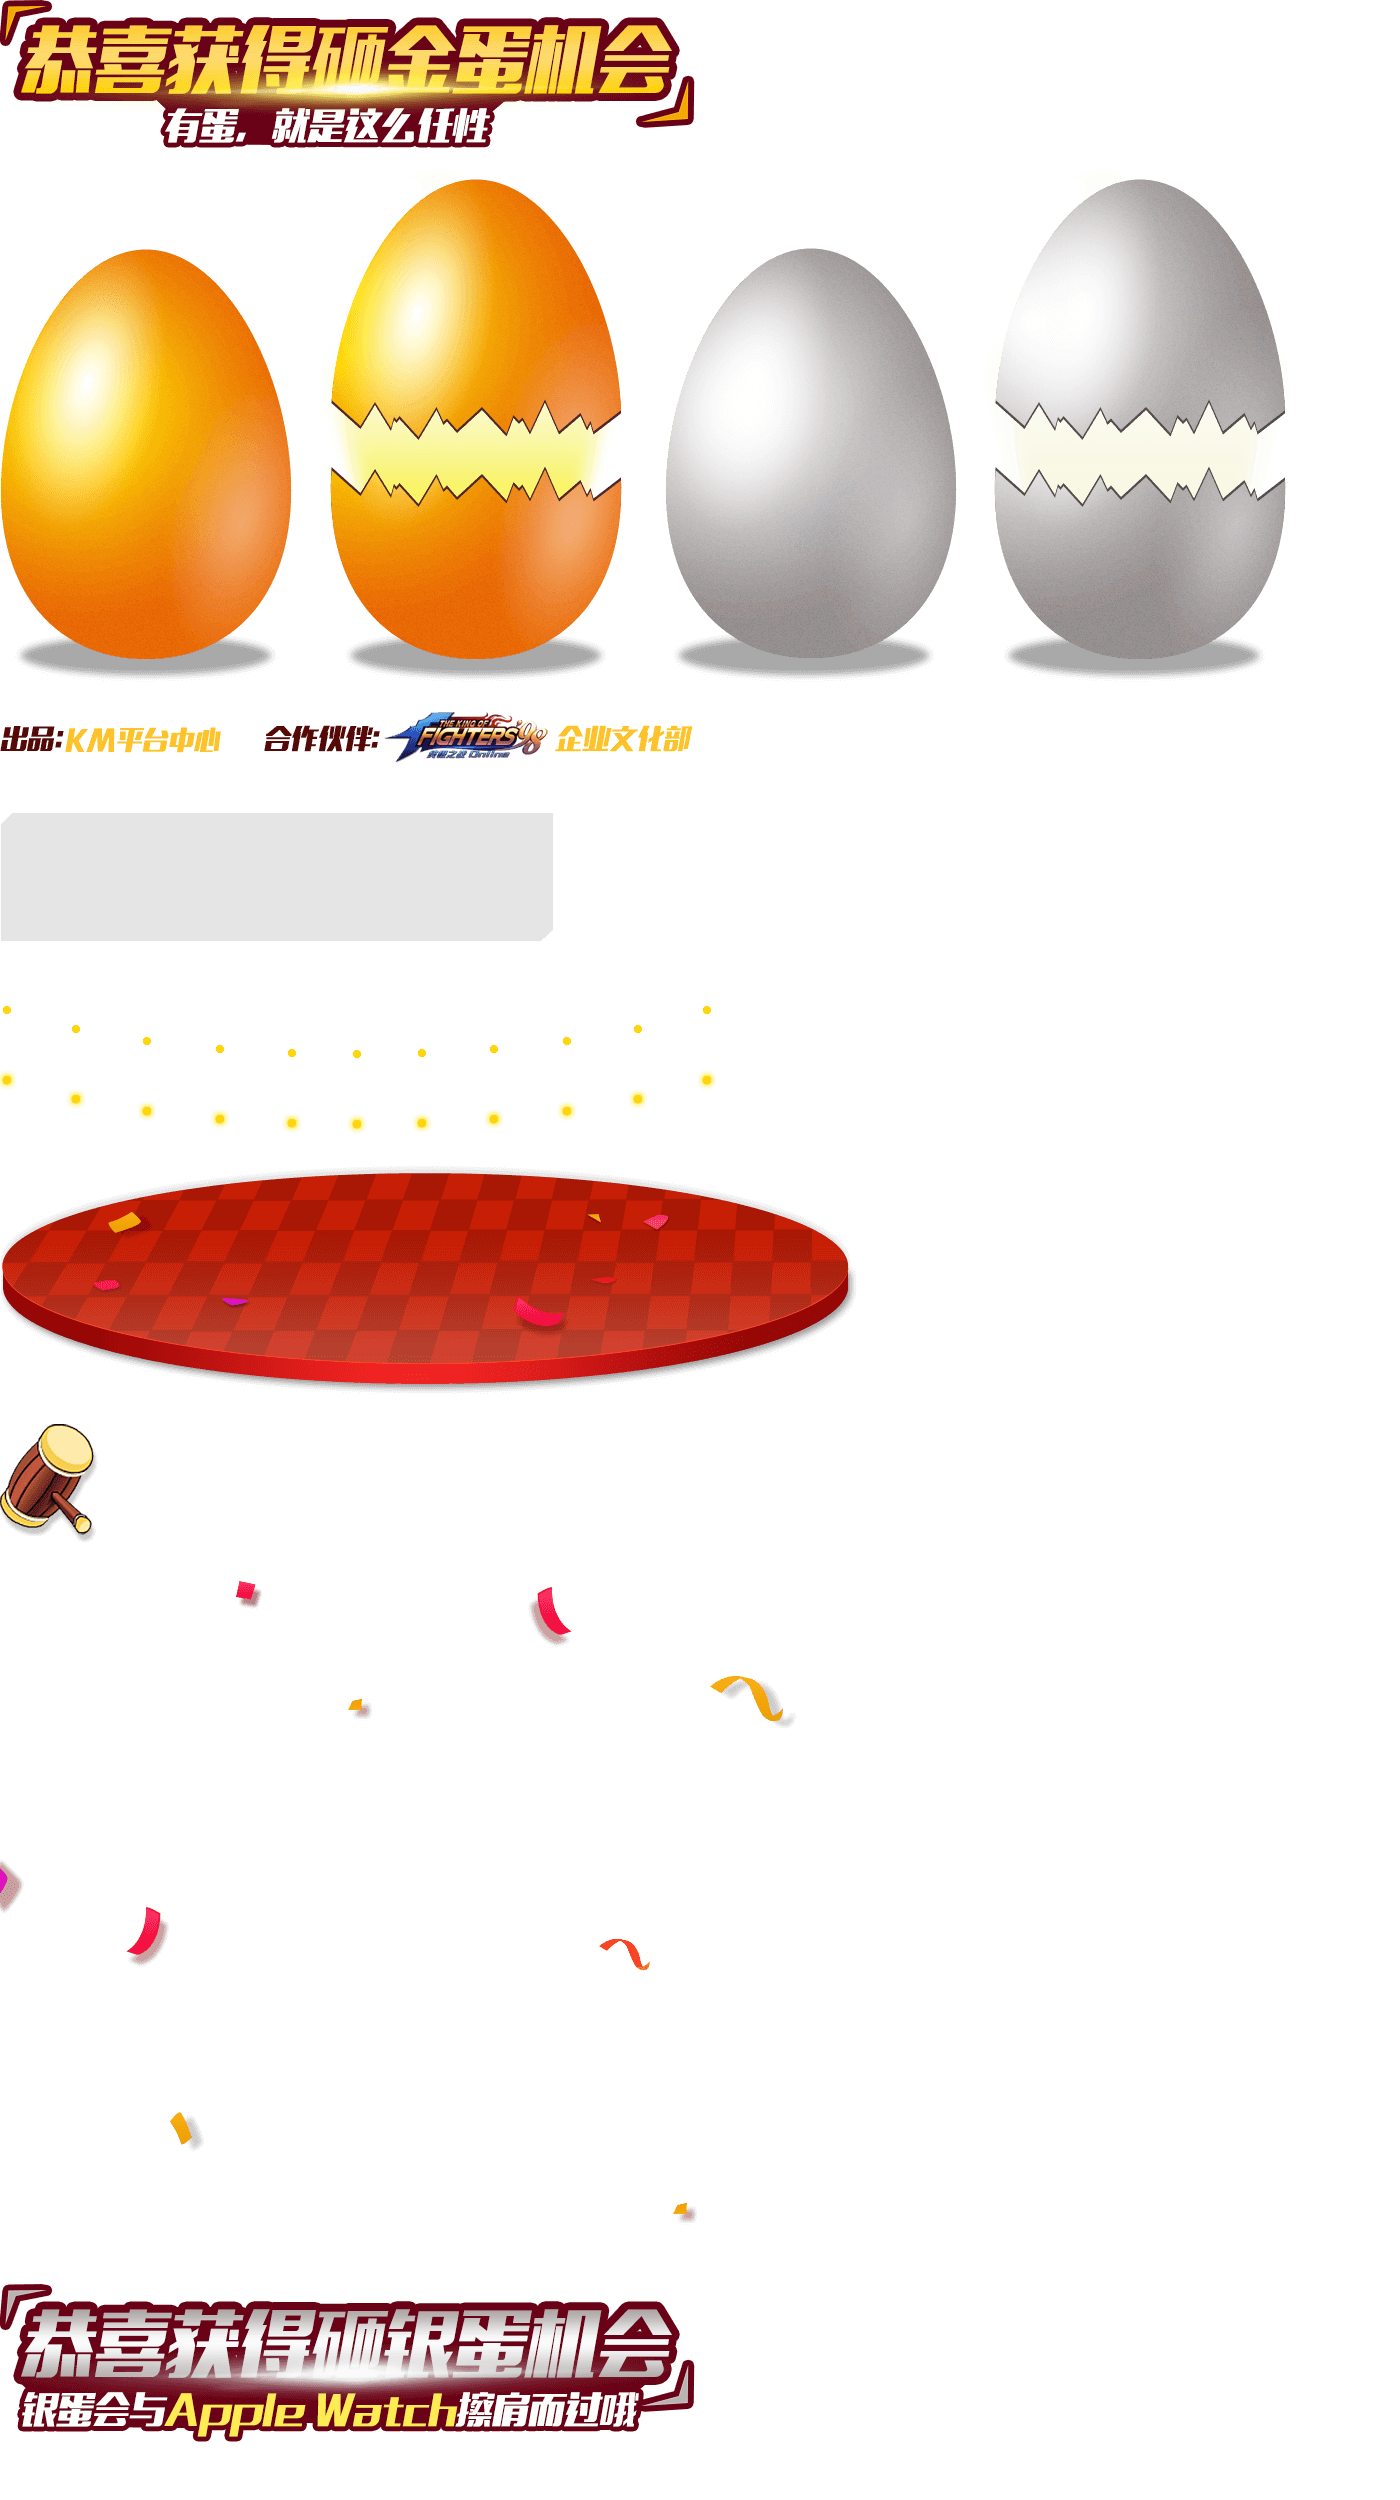 恭喜获得砸金蛋机会
有蛋，就是这么任性
出品:KM平台中心 合作伙伴: THE KING OF FIGHTERS'98 终极之战 Online 企业文化部
恭喜获得砸银蛋机会
银蛋会与Apple Watch擦肩而过哦